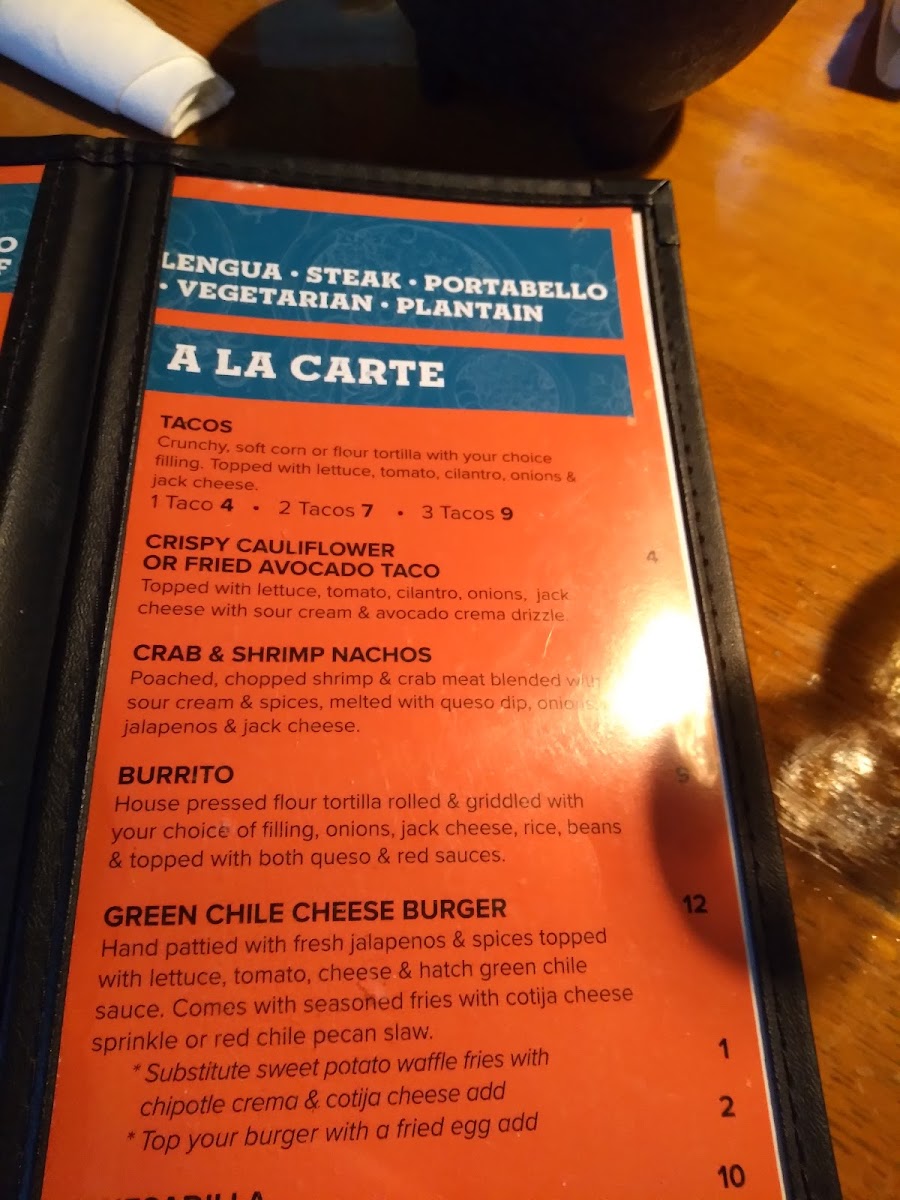 O
F
LENGUA • STEAK • PORTABELLO
• VEGETARIAN • PLANTAIN
A LA CARTE
TACOS
Crunchy, soft corn or flour tortilla with your choice
filling. Topped with lettuce, tomato, cilantro, onions &
jack cheese.
1 Taco 4 • 2 Tacos 7 • 3 Tacos 9
CRISPY CAULIFLOWER
OR FRIED AVOCADO TACO 4
Topped with lettuce, tomato, cilantro, onions, jack
cheese with sour cream & avocado crema drizzle.
CRAB & SHRIMP NACHOS
Poached, chopped shrimp & crab meat blended with
sour cream & spices, melted with queso dip, onions,
jalapenos & jack cheese.
BURRITO 9
House pressed flour tortilla rolled & griddled with
your choice of filling, onions, jack cheese, rice, beans
& topped with both queso & red sauces.
GREEN CHILE CHEESE BURGER 12
Hand pattied with fresh jalapenos & spices topped
with lettuce, tomato, cheese & hatch green chile
sauce. Comes with seasoned fries with cotija cheese
sprinkle or red chile pecan slaw.
* Substitute sweet potato waffle fries with 1
chipotle crema & cotija cheese add
* Top your burger with a fried egg add 2
10